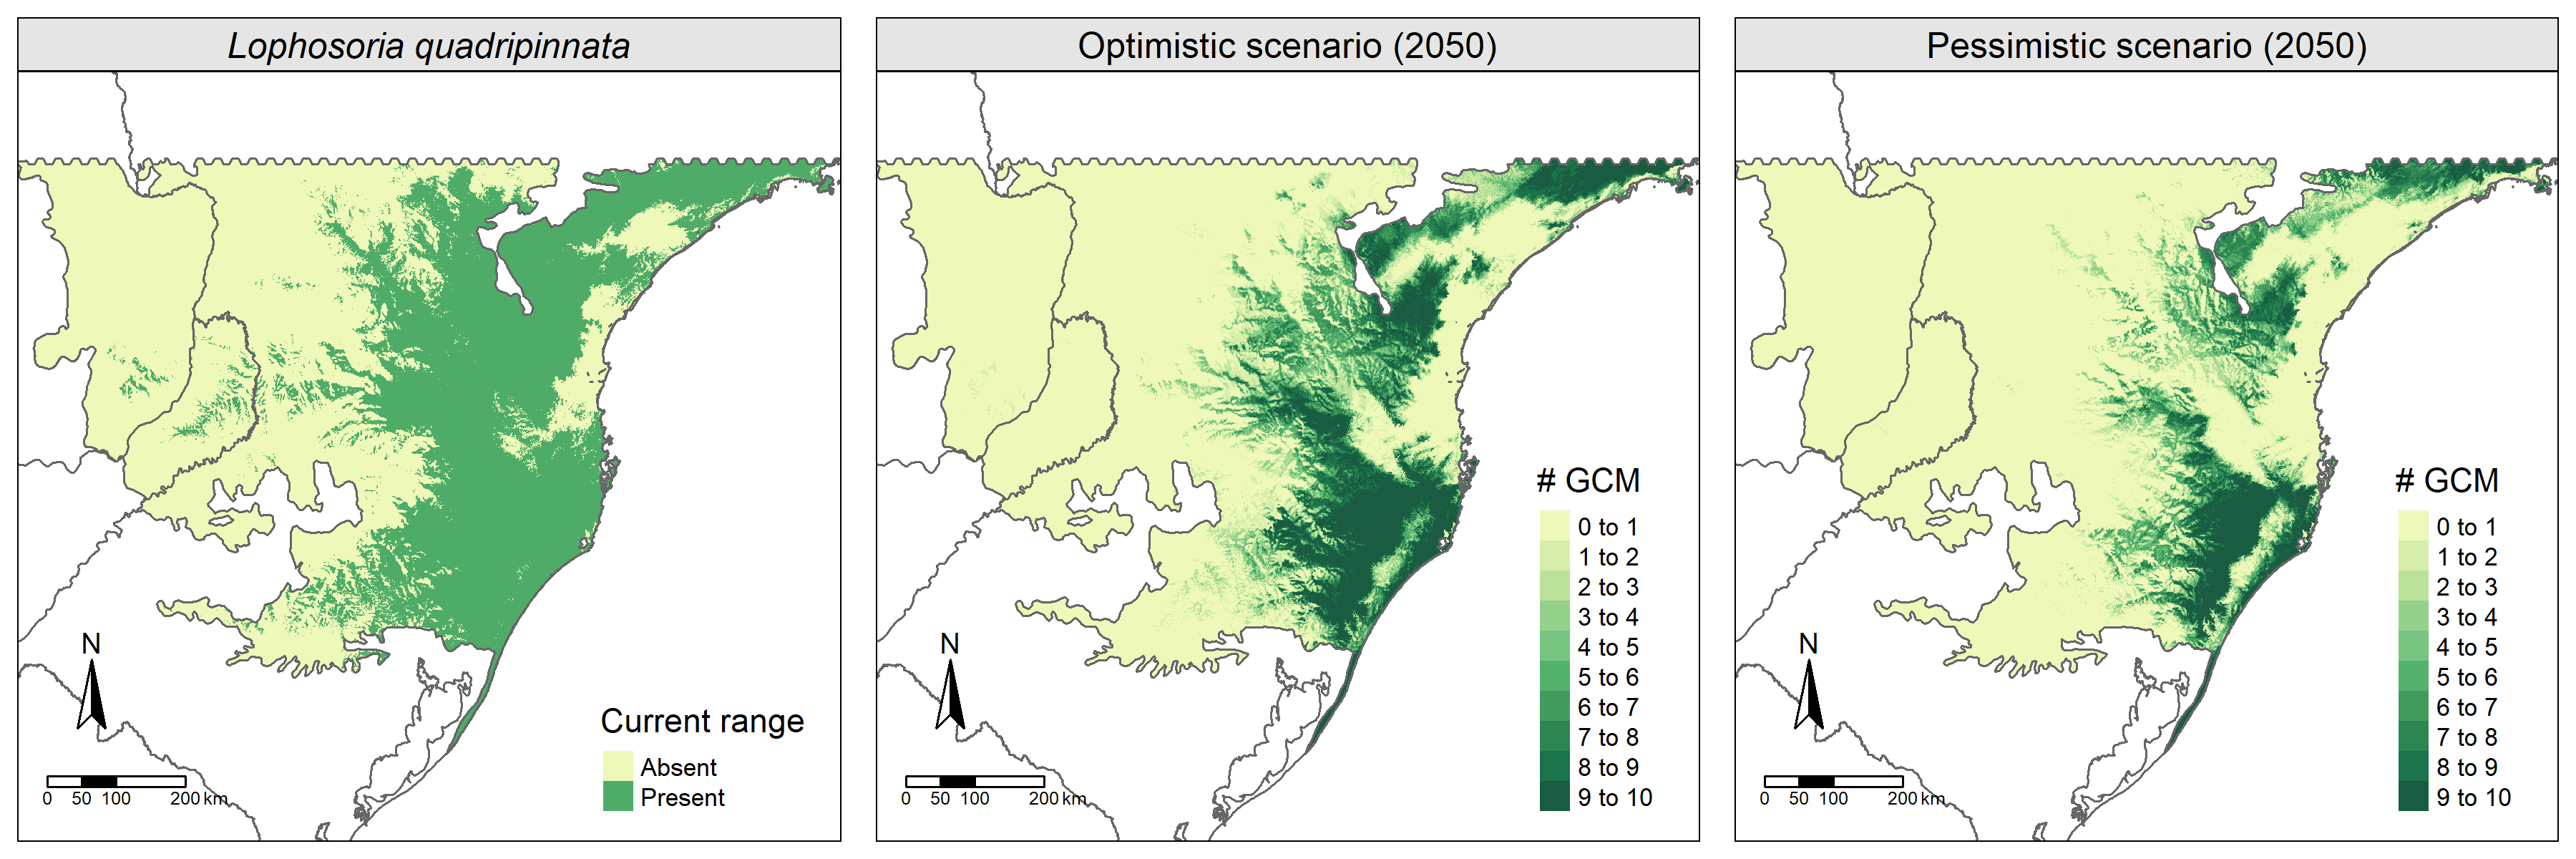 Lophosoria quadripinnata
N
Current range
Absent
Present
0 50 100 200 km
Optimistic scenario (2050)
# GCM
0 to 1
1 to 2
2 to 3
3 to 4
4 to 5
5 to 6
6 to 7
7 to 8
8 to 9
9 to 10
N
0 50 100 200 km
Pessimistic scenario (2050)
# GCM
0 to 1
1 to 2
2 to 3
3 to 4
4 to 5
5 to 6
6 to 7
7 to 8
8 to 9
9 to 10
N
0 50 100 200 km